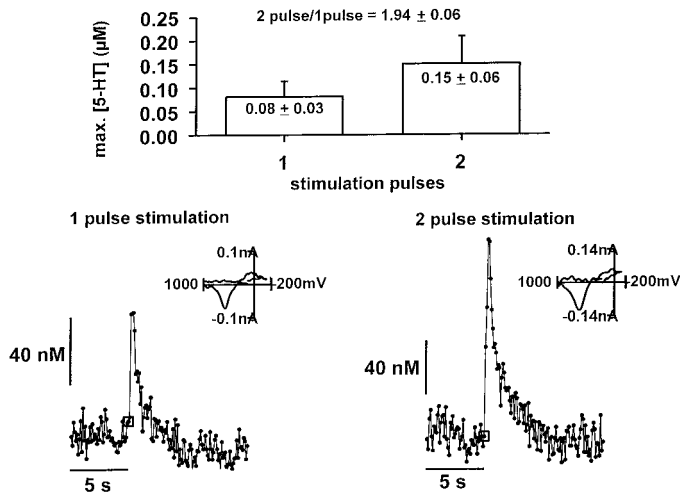 2 pulse/1pulse = 1.94 ± 0.06
max. [5-HT] (µM)
0.25
0.20
0.15
0.10
0.05
0.00
0.08 ± 0.03
0.15 ± 0.06
1
2
stimulation pulses
1 pulse stimulation
0.1nA
1000
200mV
-0.1nA
40 nM
5 s
2 pulse stimulation
0.14nA
1000
200mV
-0.14nA
40 nM
5 s